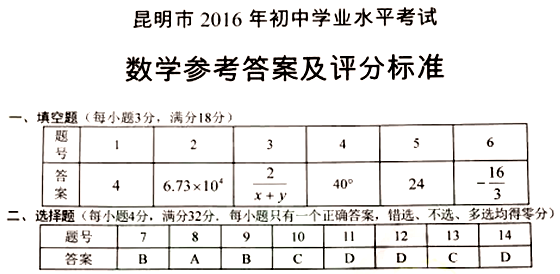 昆明市 2016 年初中学业水平考试
数学参考答案及评分标准
一、填空题（每小题3分，满分18分）
题号 1 2 3 4 5 6
答案 4 6.73×10⁴ 2/(x+y) 40° 24 -16/3
二、选择题（每小题4分，满分32分．每小题只有一个正确答案，错选、不选、多选均得零分）
题号 7 8 9 10 11 12 13 14
答案 B A B C D D C D